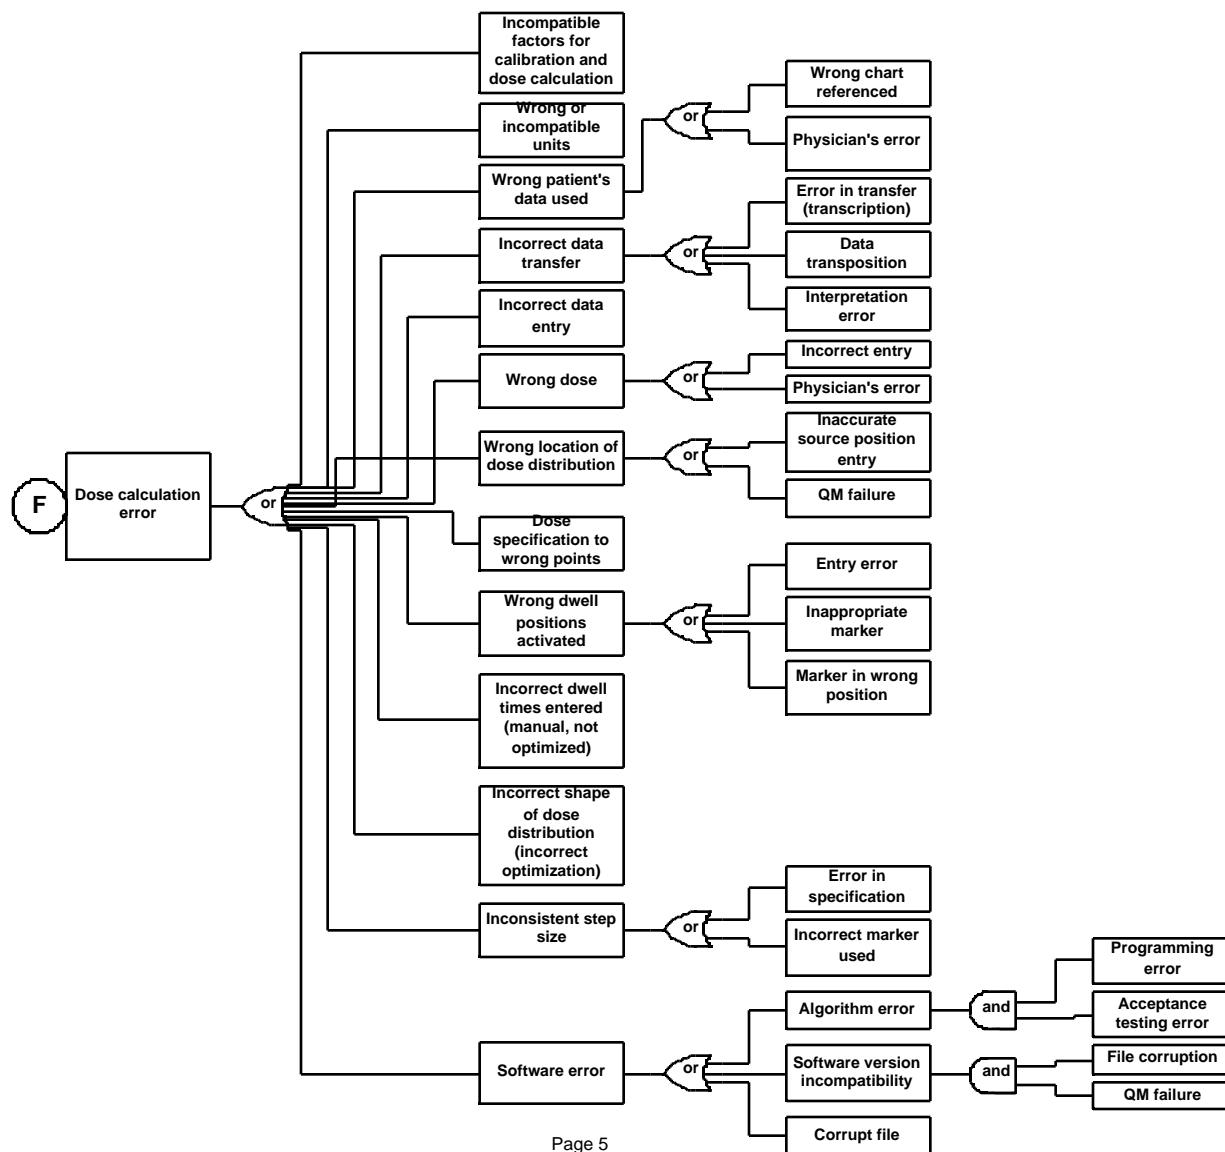 F
Dose calculation
error
or
Incompatible
factors for
calibration and
dose calculation
Wrong or
incompatible
units
Wrong patient's
data used
or
Wrong chart
referenced
Physician's error
Incorrect data
transfer
or
Error in transfer
(transcription)
Data
transposition
Interpretation
error
Incorrect data
entry
Wrong dose
or
Incorrect entry
Physician's error
Wrong location of
dose distribution
or
Inaccurate
source position
entry
QM failure
Dose
specification to
wrong points
Wrong dwell
positions
activated
or
Entry error
Inappropriate
marker
Marker in wrong
position
Incorrect dwell
times entered
(manual, not
optimized)
Incorrect shape
of dose
distribution
(incorrect
optimization)
Inconsistent step
size
or
Error in
specification
Incorrect marker
used
Software error
or
Algorithm error
and
Programming
error
Acceptance
testing error
Software version
incompatibility
and
File corruption
QM failure
Corrupt file
Page 5